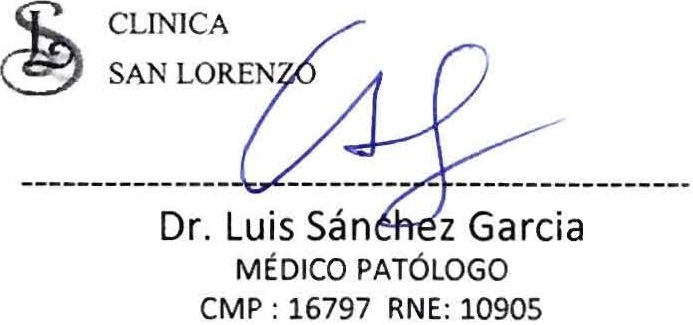 CLINICA
SAN LORENZO
Dr. Luis Sánchez Garcia
MÉDICO PATÓLOGO
CMP : 16797 RNE: 10905